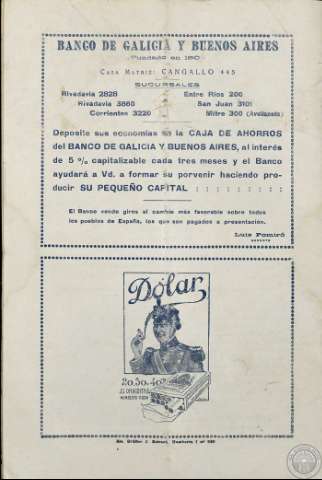 BANCO DE GALICIA Y BUENOS AIRES
Fundado en
CASA MATRIZ: CANGALLO 445
SUCURSALES
Rivadavia 2828 Entre Ríos 200
Rivadavia 3860 San Juan 3101
Corrientes 3220 Mitre 300 (Avellaneda)
Deposite sus economías en la CAJA DE AHORROS
del BANCO DE GALICIA Y BUENOS AIRES, al interés
de 5 % capitalizable cada tres meses y el Banco
ayudará a Vd. a formar su porvenir haciendo pro-
ducir SU PEQUEÑO CAPITAL : : : : : : : : :
El Banco vende giros al cambio más favorable sobre todos
los pueblos de España, los que son pagados a presentación.
Luis Pomiró
GERENTE
Dólar
20, 30, 40